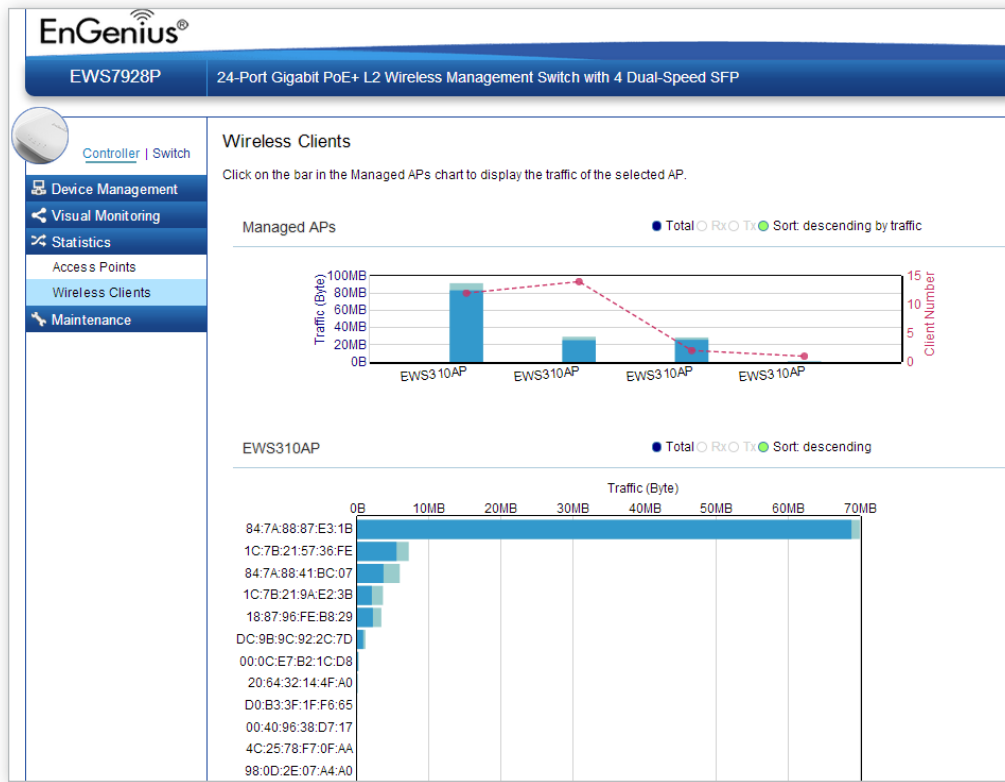 EnGenius®
EWS7928P
24-Port Gigabit PoE+ L2 Wireless Management Switch with 4 Dual-Speed SFP
Controller | Switch
Device Management
Visual Monitoring
Statistics
Access Points
Wireless Clients
Maintenance
Wireless Clients
Click on the bar in the Managed APs chart to display the traffic of the selected AP.
Managed APs
Total Rx Tx Sort: descending by traffic
Traffic (Byte)
100MB
80MB
60MB
40MB
20MB
0B
15
10
5
0
Client Number
EWS310AP EWS310AP EWS310AP EWS310AP
EWS310AP
Total Rx Tx Sort: descending
Traffic (Byte)
0B 10MB 20MB 30MB 40MB 50MB 60MB 70MB
84:7A:88:87:E3:1B
1C:7B:21:57:36:FE
84:7A:88:41:BC:07
1C:7B:21:9A:E2:3B
18:87:96:FE:B8:29
DC:9B:9C:92:2C:7D
00:0C:E7:B2:1C:D8
20:64:32:14:4F:A0
D0:B3:3F:1F:F6:65
00:40:96:38:D7:17
4C:25:78:F7:0F:AA
98:0D:2E:07:A4:A0